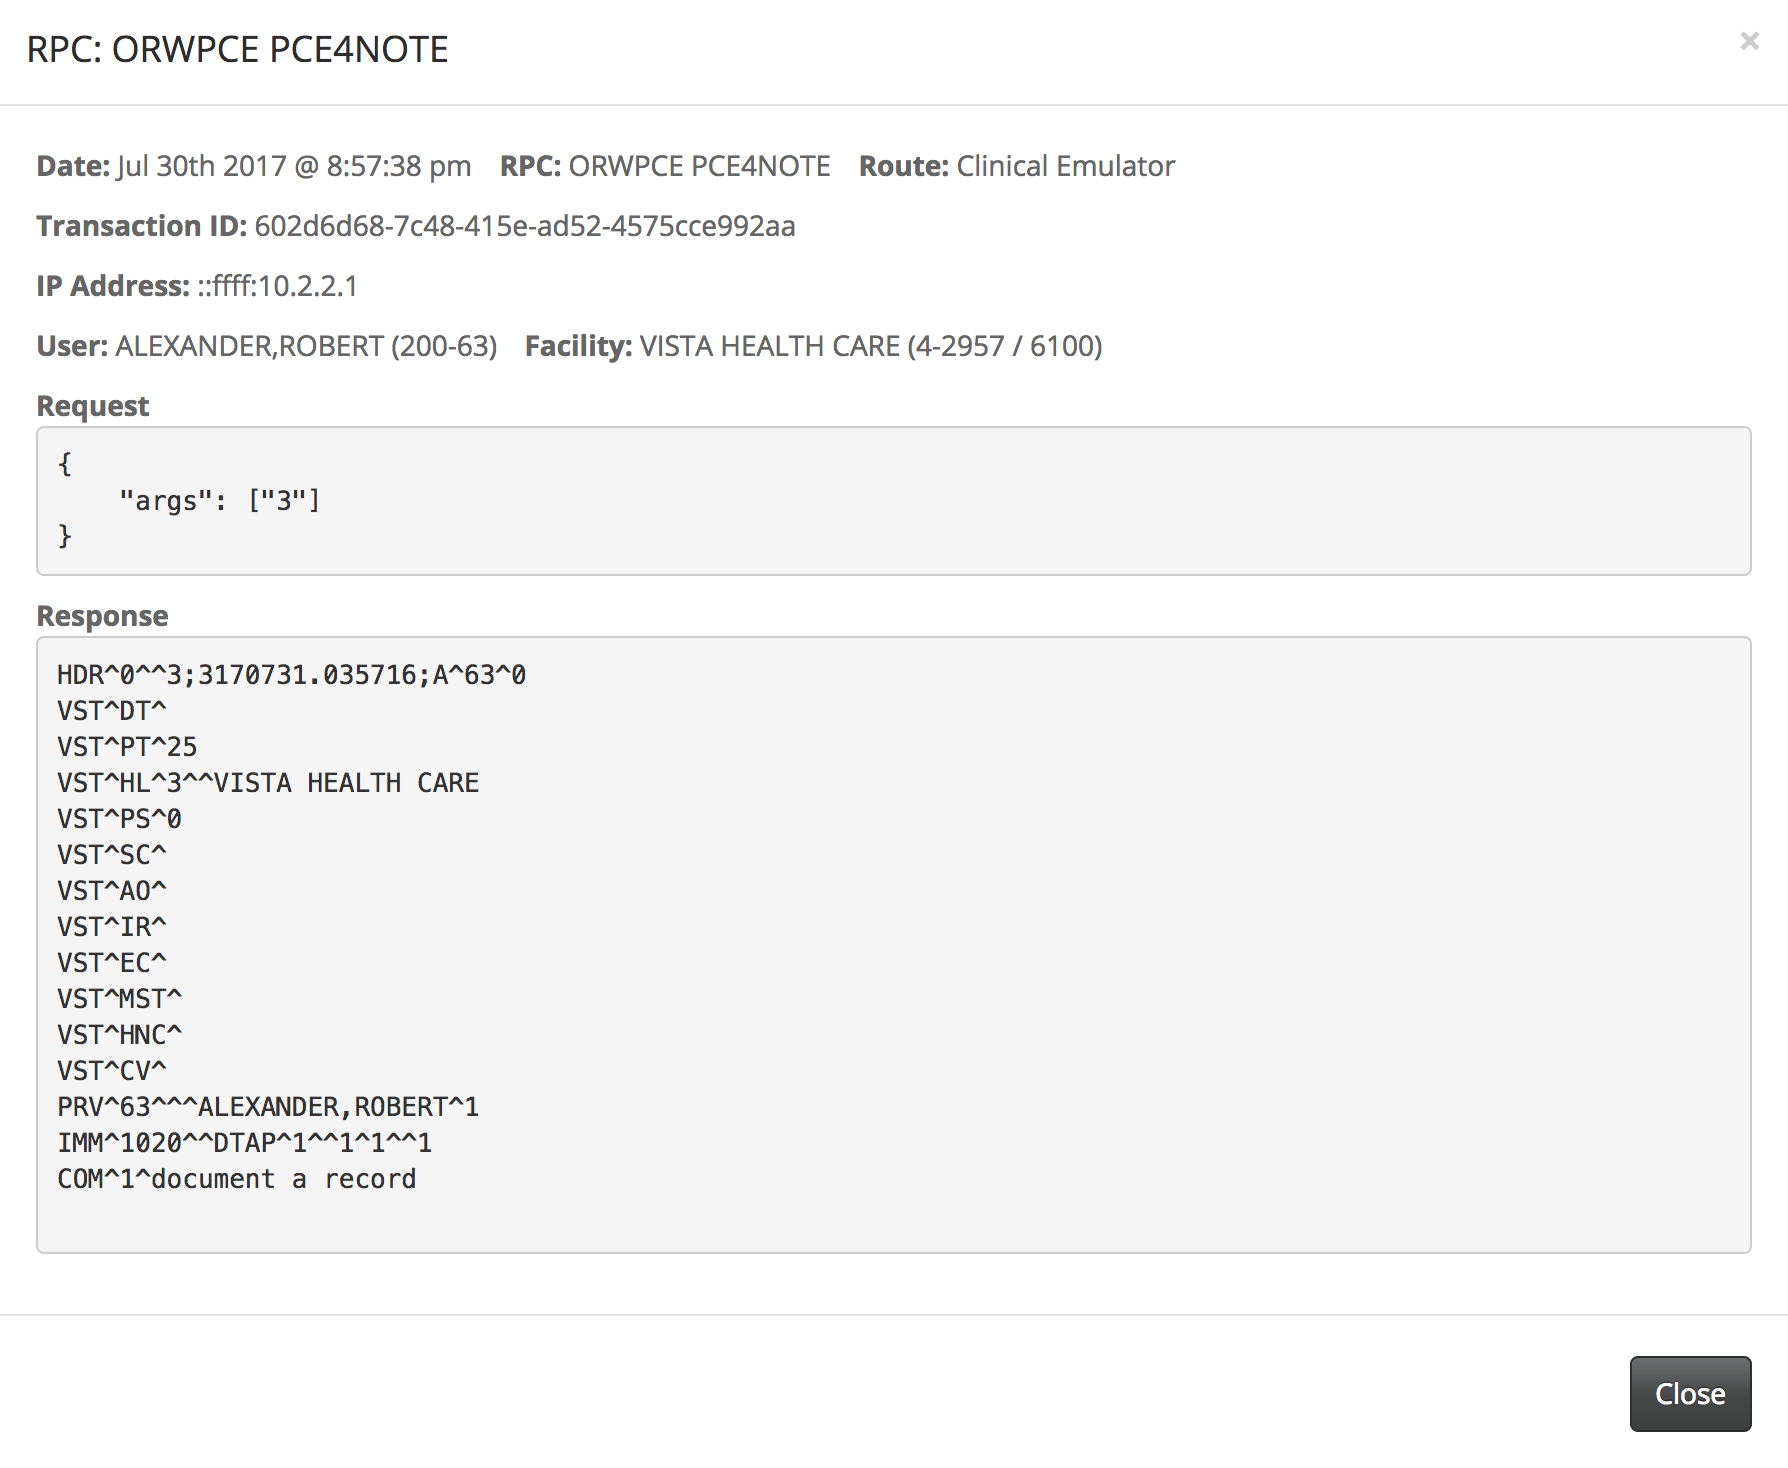 RPC: ORWPCE PCE4NOTE
×
Date: Jul 30th 2017 @ 8:57:38 pm RPC: ORWPCE PCE4NOTE Route: Clinical Emulator
Transaction ID: 602d6d68-7c48-415e-ad52-4575cce992aa
IP Address: ::ffff:10.2.2.1
User: ALEXANDER,ROBERT (200-63) Facility: VISTA HEALTH CARE (4-2957 / 6100)
Request
{
    "args": ["3"]
}
Response
HDR^0^^3;3170731.035716;A^63^0
VST^DT^
VST^PT^25
VST^HL^3^^VISTA HEALTH CARE
VST^PS^0
VST^SC^
VST^AO^
VST^IR^
VST^EC^
VST^MST^
VST^HNC^
VST^CV^
PRV^63^^^ALEXANDER,ROBERT^1
IMM^1020^^DTAP^1^^1^1^^1
COM^1^document a record
Close